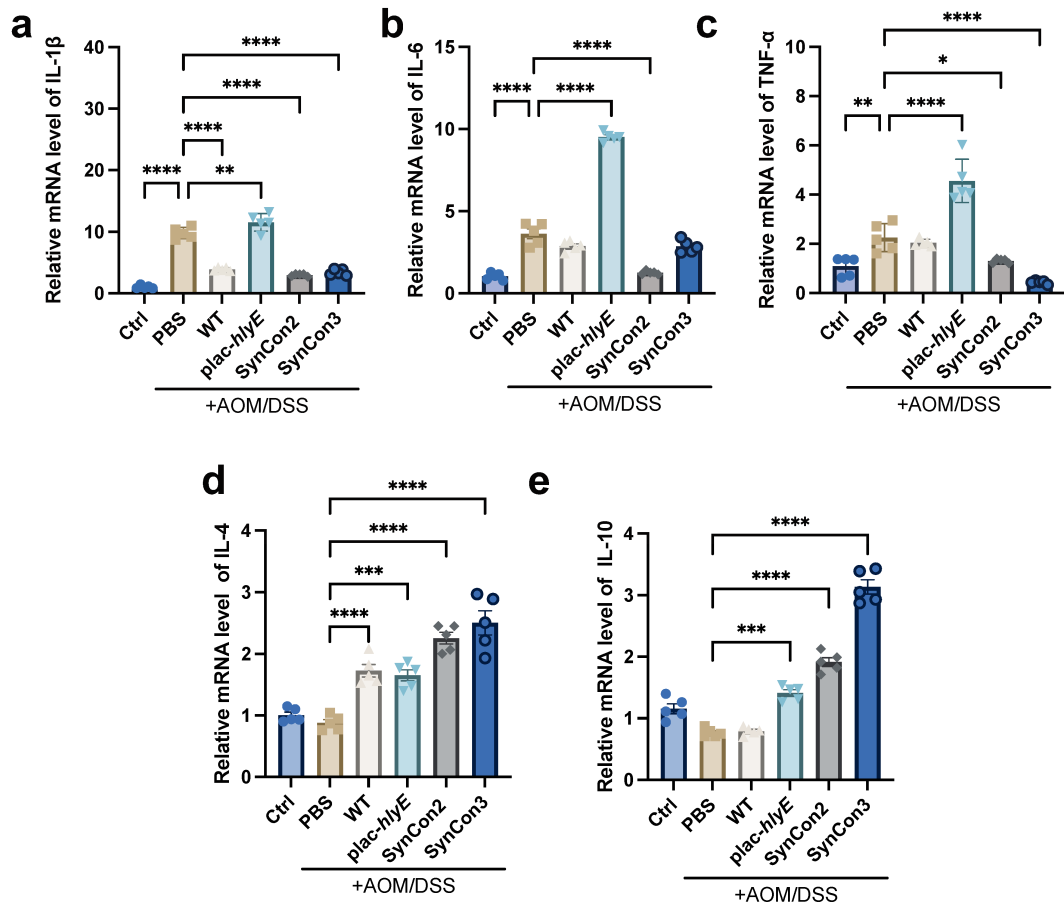 a
Relative mRNA level of IL-1β
40
30
20
10
0
****
****
****
****
**
Ctrl
PBS
WT
plac-hlyE
SynCon2
SynCon3
+AOM/DSS
b
Relative mRNA level of IL-6
15
10
5
0
****
****
****
Ctrl
PBS
WT
plac-hlyE
SynCon2
SynCon3
+AOM/DSS
c
Relative mRNA level of TNF-α
10
8
6
4
2
0
****
*
**
****
Ctrl
PBS
WT
plac-hlyE
SynCon2
SynCon3
+AOM/DSS
d
Relative mRNA level of IL-4
4
3
2
1
0
****
****
***
****
Ctrl
PBS
WT
plac-hlyE
SynCon2
SynCon3
+AOM/DSS
e
Relative mRNA level of IL-10
4
3
2
1
0
****
****
***
Ctrl
PBS
WT
plac-hlyE
SynCon2
SynCon3
+AOM/DSS